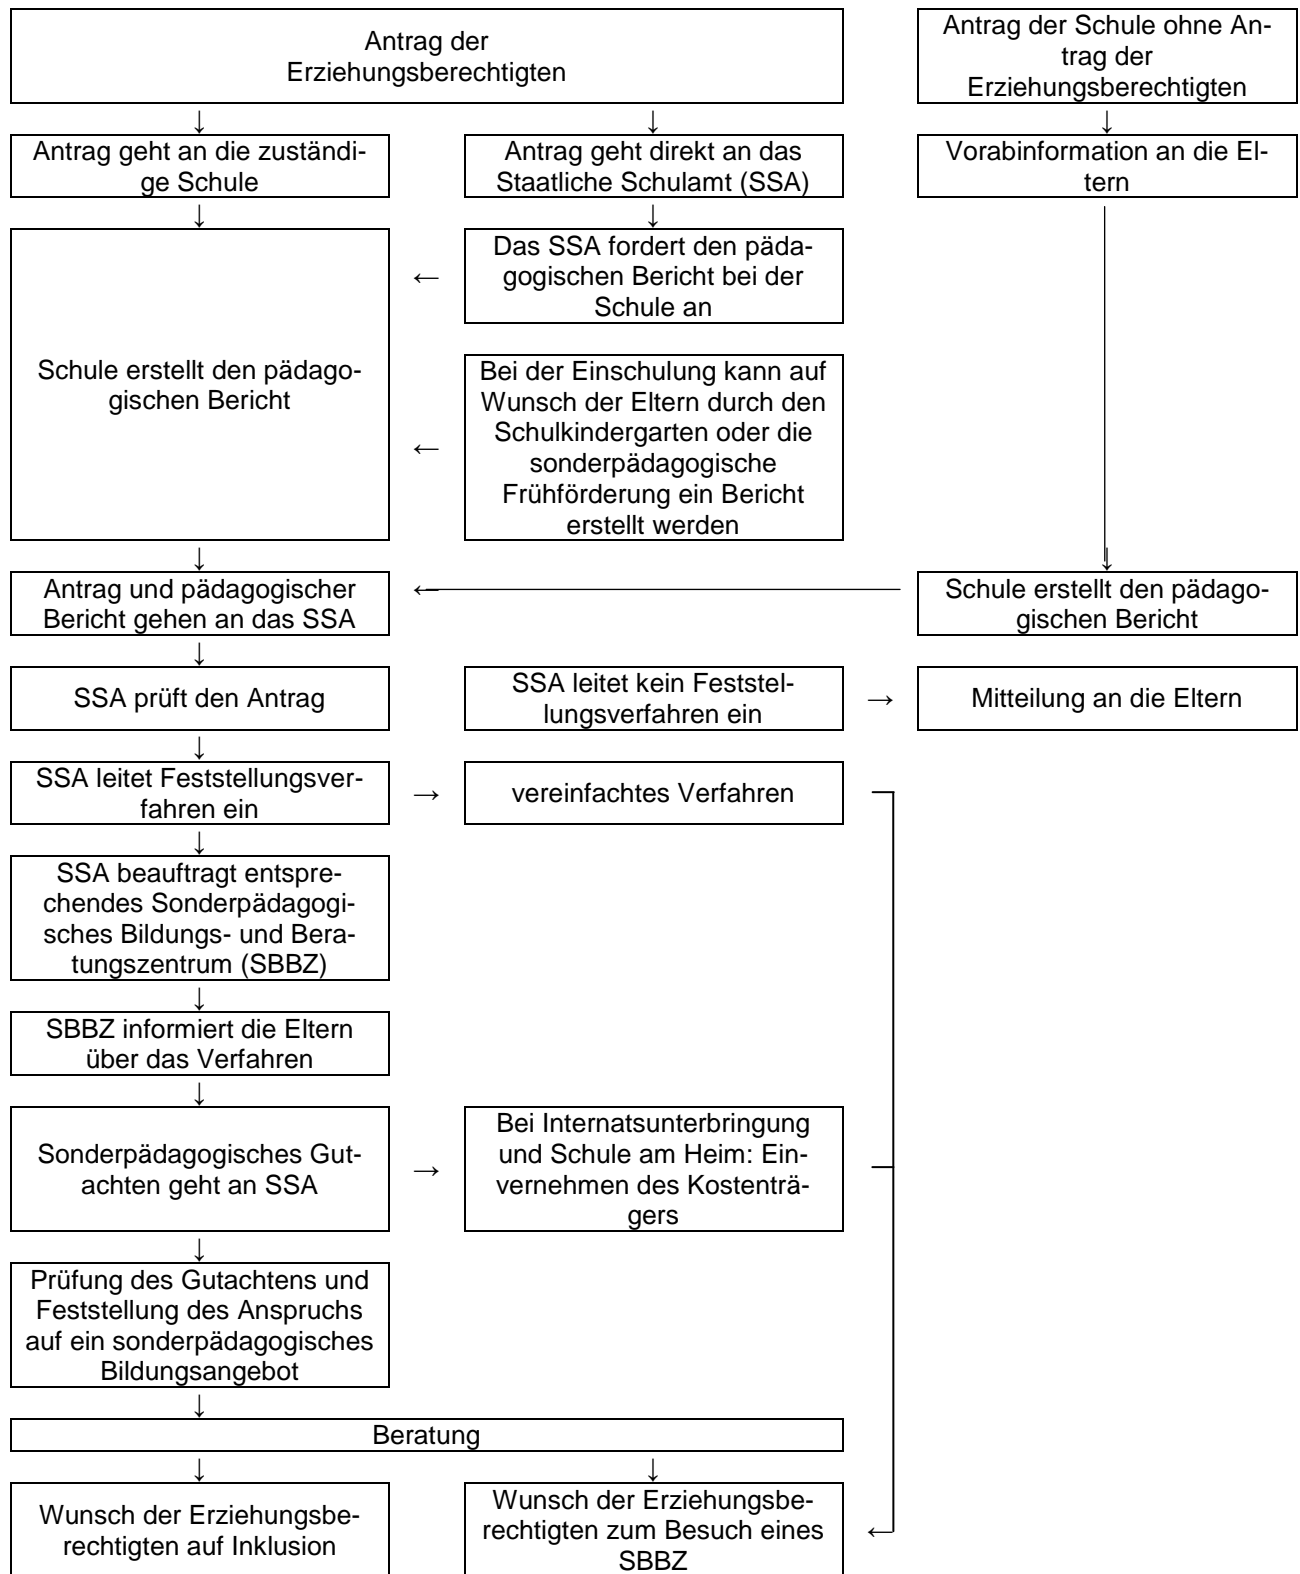 Antrag der
Erziehungsberechtigten
Antrag der Schule ohne An-
trag der
Erziehungsberechtigten
↓
↓
↓
Antrag geht an die zuständi-
ge Schule
Antrag geht direkt an das
Staatliche Schulamt (SSA)
Vorabinformation an die El-
tern
↓
↓
Schule erstellt den pädago-
gischen Bericht
←
Das SSA fordert den päda-
gogischen Bericht bei der
Schule an
←
Bei der Einschulung kann auf
Wunsch der Eltern durch den
Schulkindergarten oder die
sonderpädagogische
Frühförderung ein Bericht
erstellt werden
↓
↓
Antrag und pädagogischer
Bericht gehen an das SSA
←
Schule erstellt den pädago-
gischen Bericht
↓
SSA prüft den Antrag
SSA leitet kein Feststel-
lungsverfahren ein
→
Mitteilung an die Eltern
↓
SSA leitet Feststellungsver-
fahren ein
→
vereinfachtes Verfahren
↓
SSA beauftragt entspre-
chendes Sonderpädagogi-
sches Bildungs- und Bera-
tungszentrum (SBBZ)
↓
SBBZ informiert die Eltern
über das Verfahren
↓
Sonderpädagogisches Gut-
achten geht an SSA
→
Bei Internatsunterbringung
und Schule am Heim: Ein-
vernehmen des Kostenträ-
gers
↓
Prüfung des Gutachtens und
Feststellung des Anspruchs
auf ein sonderpädagogisches
Bildungsangebot
↓
Beratung
↓
↓
Wunsch der Erziehungsbe-
rechtigten auf Inklusion
Wunsch der Erziehungsbe-
rechtigten zum Besuch eines
SBBZ
←